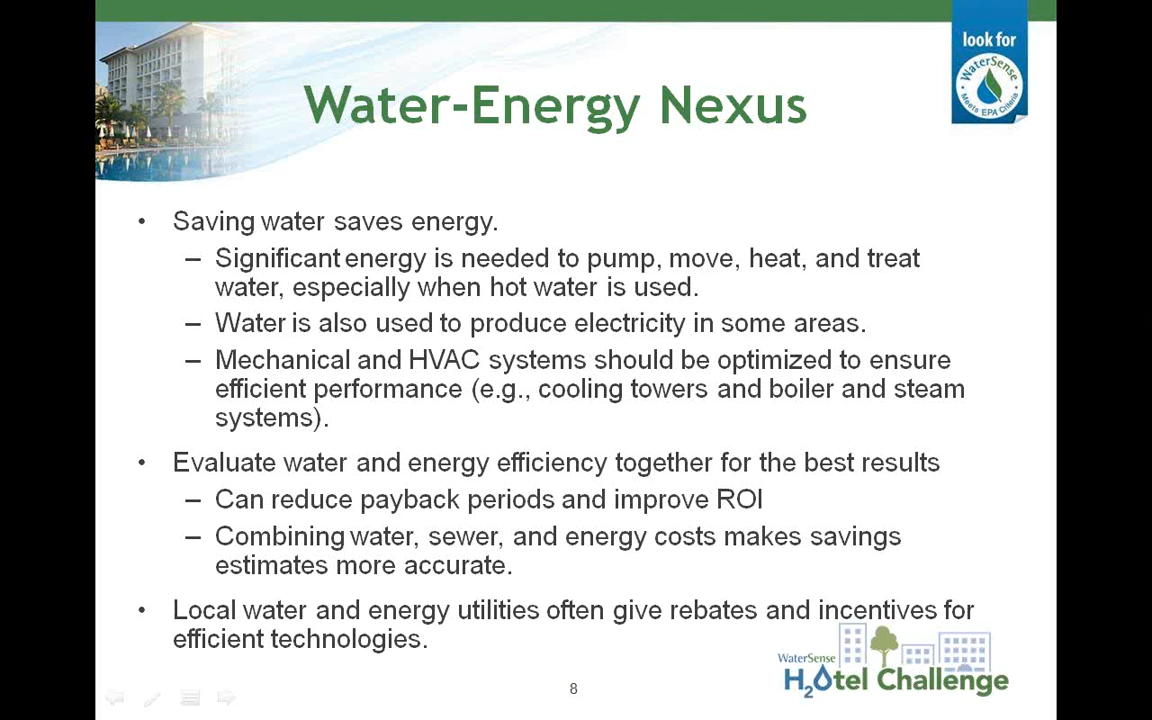 look for
WaterSense
Meets EPA Criteria
Water-Energy Nexus
• Saving water saves energy.
– Significant energy is needed to pump, move, heat, and treat
water, especially when hot water is used.
– Water is also used to produce electricity in some areas.
– Mechanical and HVAC systems should be optimized to ensure
efficient performance (e.g., cooling towers and boiler and steam
systems).
• Evaluate water and energy efficiency together for the best results
– Can reduce payback periods and improve ROI
– Combining water, sewer, and energy costs makes savings
estimates more accurate.
• Local water and energy utilities often give rebates and incentives for
efficient technologies.
WaterSense
H2Otel Challenge
8